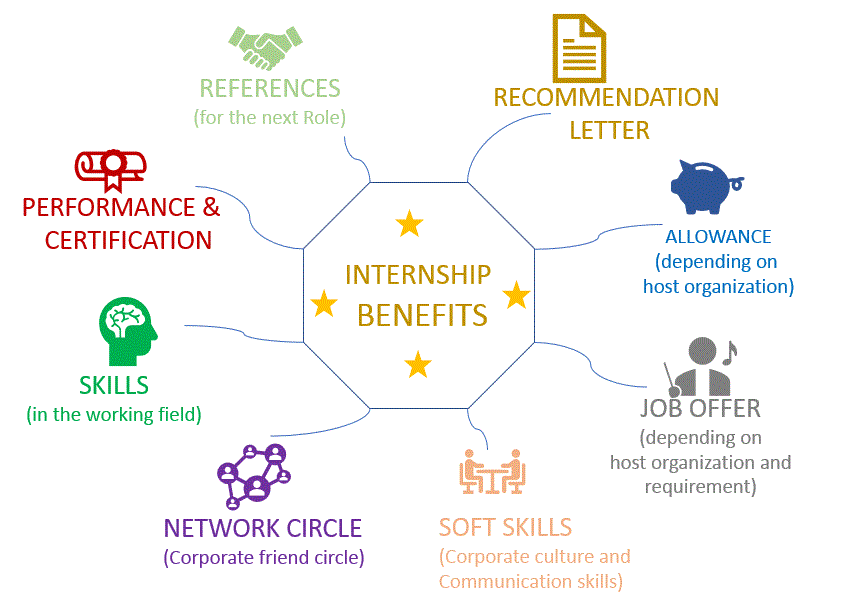 REFERENCES
(for the next Role)
RECOMMENDATION
LETTER
PERFORMANCE &
CERTIFICATION
ALLOWANCE
(depending on
host organization)
INTERNSHIP
BENEFITS
SKILLS
(in the working field)
JOB OFFER
(depending on
host organization and
requirement)
NETWORK CIRCLE
(Corporate friend circle)
SOFT SKILLS
(Corporate culture and
Communication skills)